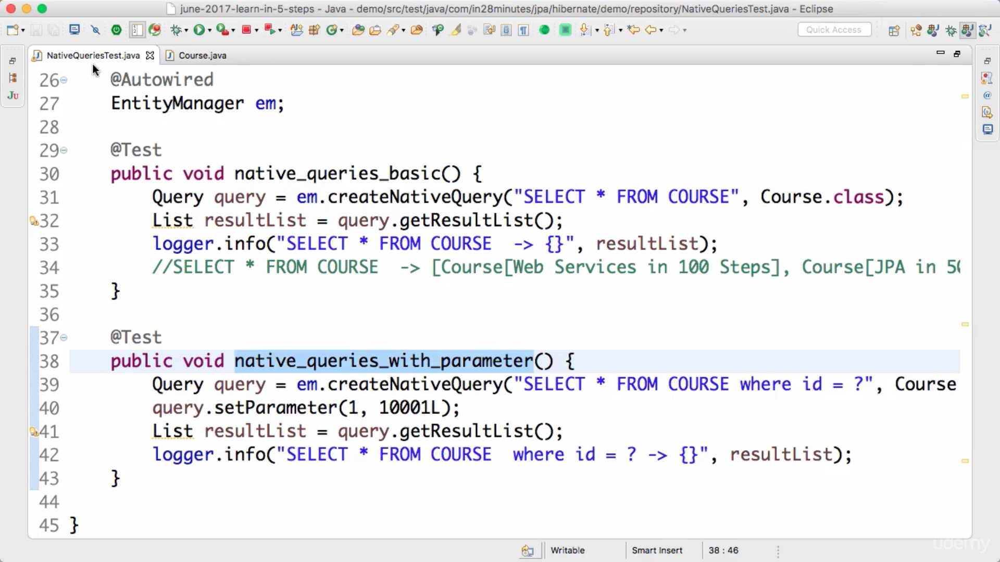 june-2017-learn-in-5-steps - Java - demo/src/test/java/com/in28minutes/jpa/hibernate/demo/repository/NativeQueriesTest.java - Eclipse
Quick Access
NativeQueriesTest.java
Course.java
26 @Autowired
27 EntityManager em;
28
29 @Test
30 public void native_queries_basic() {
31 Query query = em.createNativeQuery("SELECT * FROM COURSE", Course.class);
32 List resultList = query.getResultList();
33 logger.info("SELECT * FROM COURSE  -> {}", resultList);
34 //SELECT * FROM COURSE  -> [Course[Web Services in 100 Steps], Course[JPA in 50
35 }
36
37 @Test
38 public void native_queries_with_parameter() {
39 Query query = em.createNativeQuery("SELECT * FROM COURSE where id = ?", Course
40 query.setParameter(1, 10001L);
41 List resultList = query.getResultList();
42 logger.info("SELECT * FROM COURSE  where id = ? -> {}", resultList);
43 }
44
45 }
Writable
Smart Insert
38 : 46
udemy